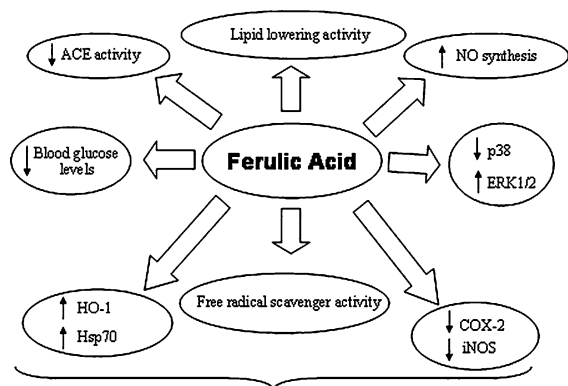 Lipid lowering activity
↓ ACE activity
↑ NO synthesis
Ferulic Acid
↓ Blood glucose
levels
↓ p38
↑ ERK1/2
↑ HO-1
↑ Hsp70
Free radical scavenger activity
↓ COX-2
↓ iNOS